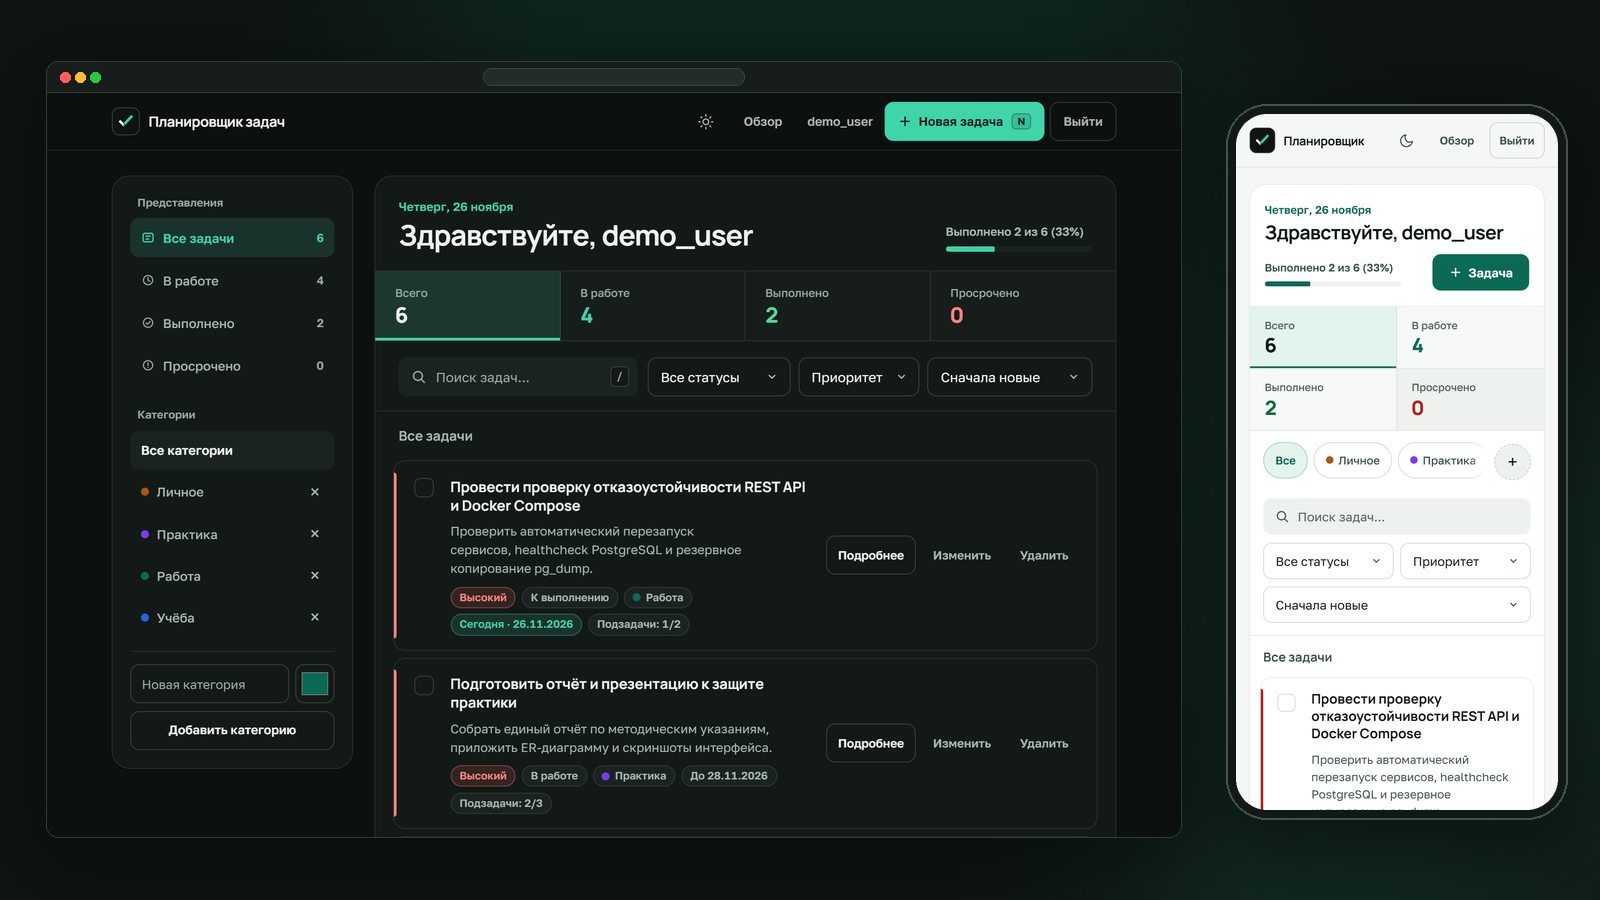 Планировщик задач
Обзор
demo_user
+ Новая задача N
Выйти
Представления
Все задачи 6
В работе 4
Выполнено 2
Просрочено 0
Категории
Все категории
Личное ×
Практика ×
Работа ×
Учёба ×
Новая категория
Добавить категорию
Четверг, 26 ноября
Здравствуйте, demo_user
Выполнено 2 из 6 (33%)
Всего
6
В работе
4
Выполнено
2
Просрочено
0
Поиск задач... /
Все статусы
Приоритет
Сначала новые
Все задачи
Провести проверку отказоустойчивости REST API
и Docker Compose
Проверить автоматический перезапуск
сервисов, healthcheck PostgreSQL и резервное
копирование pg_dump.
Высокий
К выполнению
Работа
Сегодня · 26.11.2026
Подзадачи: 1/2
Подробнее
Изменить
Удалить
Подготовить отчёт и презентацию к защите
практики
Собрать единый отчёт по методическим указаниям,
приложить ER-диаграмму и скриншоты интерфейса.
Высокий
В работе
Практика
До 28.11.2026
Подзадачи: 2/3
Подробнее
Изменить
Удалить
Планировщик
Обзор
Выйти
Четверг, 26 ноября
Здравствуйте, demo_user
Выполнено 2 из 6 (33%)
+ Задача
Всего
6
В работе
4
Выполнено
2
Просрочено
0
Все
Личное
Практика
+
Поиск задач...
Все статусы
Приоритет
Сначала новые
Все задачи
Провести проверку
отказоустойчивости REST API и
Docker Compose
Проверить автоматический
перезапуск сервисов, healthcheck
PostgreSQL и резервное